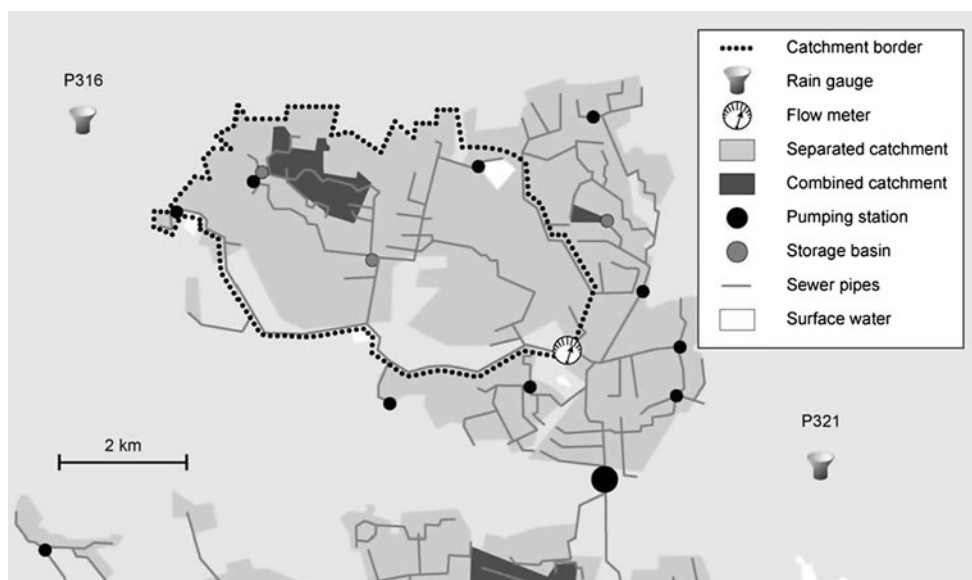 P316
Catchment border
Rain gauge
Flow meter
Separated catchment
Combined catchment
Pumping station
Storage basin
Sewer pipes
Surface water
P321
2 km